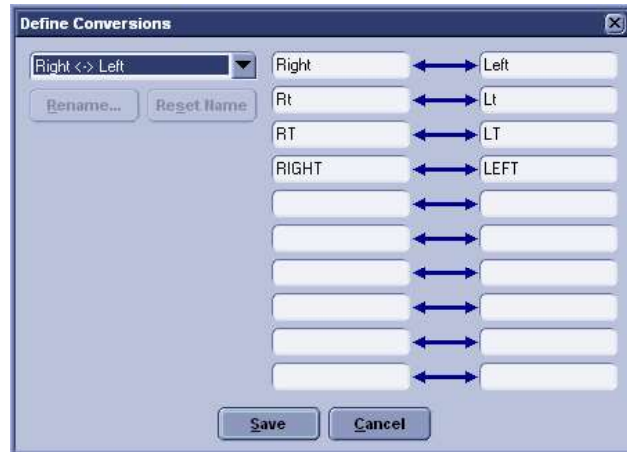 Define Conversions
Right <-> Left
Rename...
Reset Name
Right
Left
Rt
Lt
RT
LT
RIGHT
LEFT
Save
Cancel